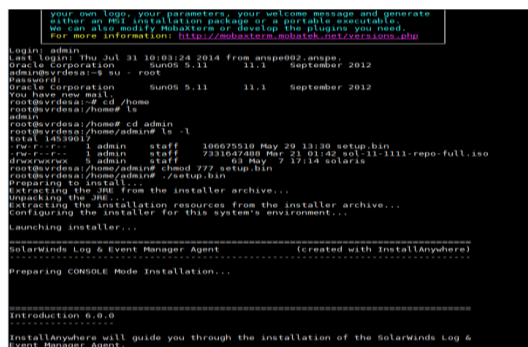 your own logo, your parameters, your welcome message and generate
either an MSI installation package or a portable executable.
We can also modify MobaXterm or develop the plugins you need.
For more information: http://mobaxterm.mobatek.net/versions.php
Login: admin
Last login: Thu Jul 31 10:03:24 2014 from anspe002.anspe.
Oracle Corporation SunOS 5.11 11.1 September 2012
admin@svrdesa:~$ su - root
Password:
Oracle Corporation SunOS 5.11 11.1 September 2012
You have new mail.
root@svrdesa:~# cd /home
root@svrdesa:/home# ls
admin
root@svrdesa:/home# cd admin
root@svrdesa:/home/admin# ls -l
total 14539017
-rw-r--r-- 1 admin staff 106675510 May 29 13:30 setup.bin
-rw-r--r-- 1 admin staff 7331647488 Mar 21 01:42 sol-11-1111-repo-full.iso
drwxrwxrwx 5 admin staff 63 May 7 17:14 solaris
root@svrdesa:/home/admin# chmod 777 setup.bin
root@svrdesa:/home/admin# ./setup.bin
Preparing to install...
Extracting the JRE from the installer archive...
Unpacking the JRE...
Extracting the installation resources from the installer archive...
Configuring the installer for this system's environment...
Launching installer...
SolarWinds Log & Event Manager Agent (created with InstallAnywhere)
Preparing CONSOLE Mode Installation...
Introduction 6.0.0
InstallAnywhere will guide you through the installation of the SolarWinds Log &
Event Manager Agent.